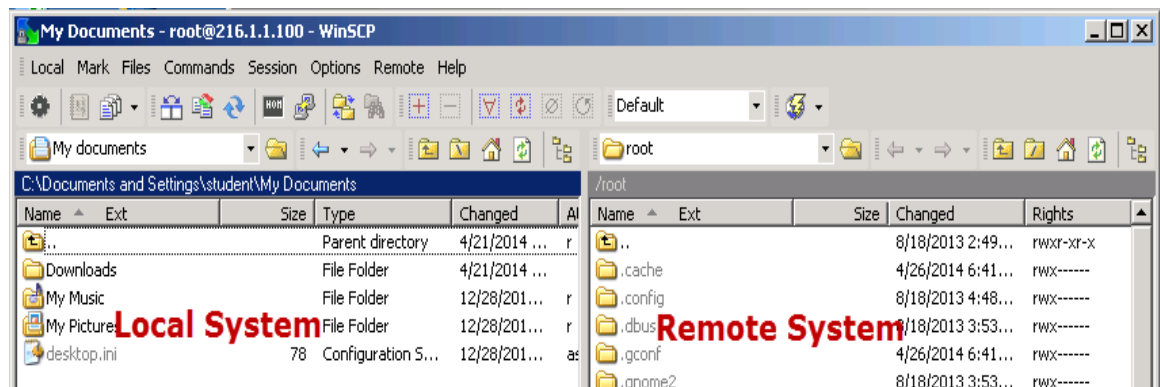 My Documents - root@216.1.1.100 - WinSCP
Local Mark Files Commands Session Options Remote Help
Default
My documents root
C:\Documents and Settings\student\My Documents /root
Name Ext Size Type Changed Name Ext Size Changed Rights
.. Parent directory 4/21/2014 ... r .. 8/18/2013 2:49... rwxr-xr-x
Downloads File Folder 4/21/2014 ... .cache 4/26/2014 6:41... rwx------
My Music File Folder 12/28/201... r .config 8/18/2013 4:48... rwx------
My Pictures File Folder 12/28/201... r .dbus 8/18/2013 3:53... rwx------
Local System Remote System
desktop.ini 78 Configuration S... 12/28/201... .gconf 4/26/2014 6:41... rwx------
.gnome2 8/18/2013 3:53... rwx------